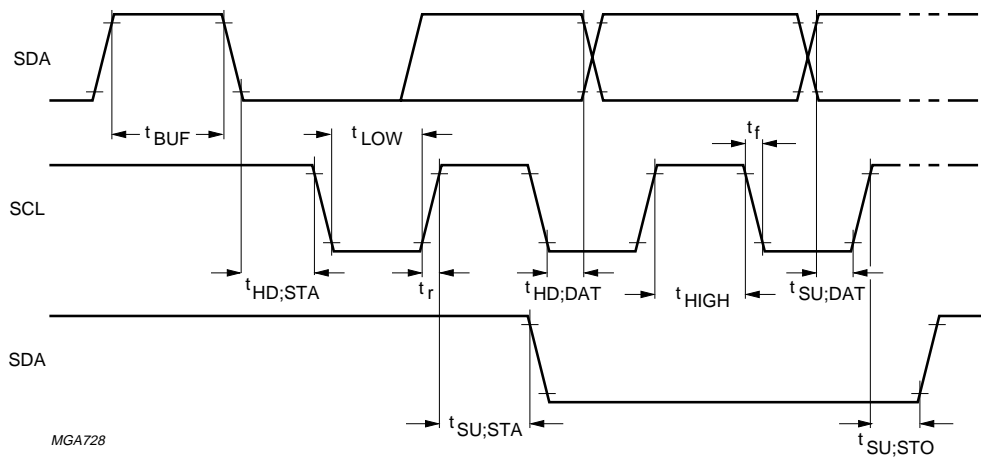 SDA
t BUF
t LOW
t f
SCL
t HD;STA
t r
t HD;DAT
t HIGH
t SU;DAT
SDA
t SU;STA
t SU;STO
MGA728